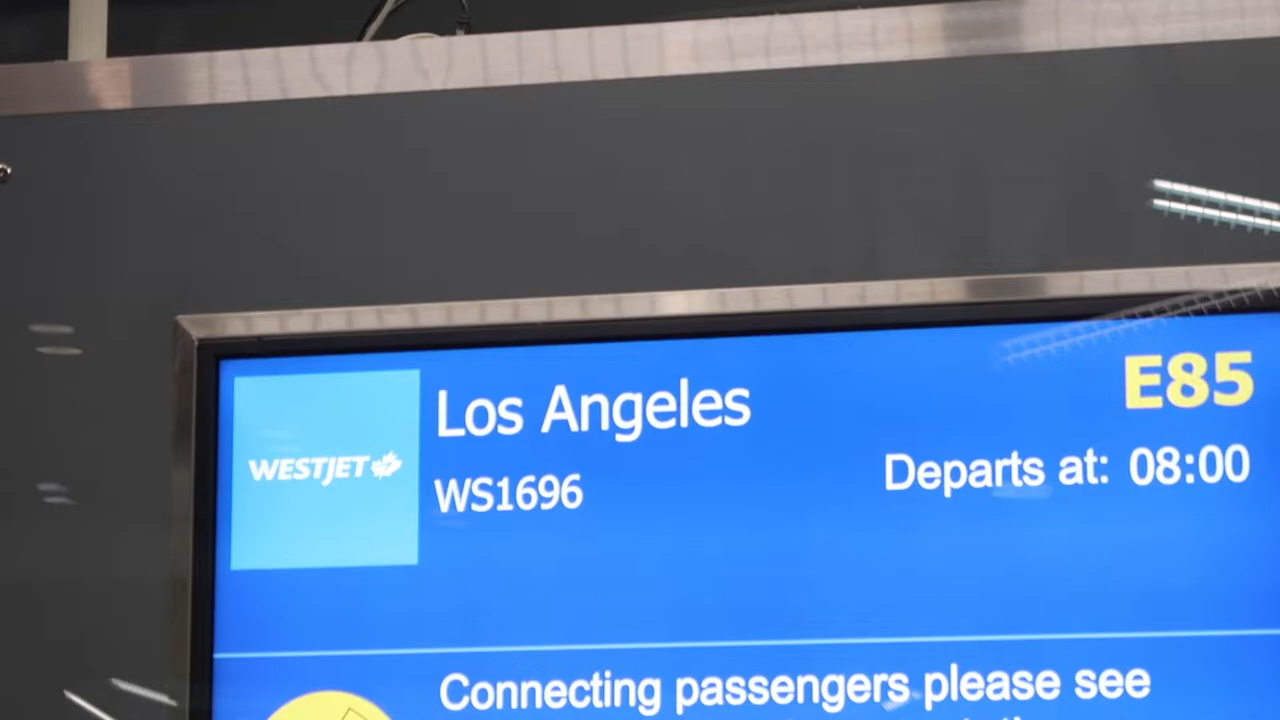 Los Angeles
E85
WESTJET
WS1696
Departs at: 08:00
Connecting passengers please see